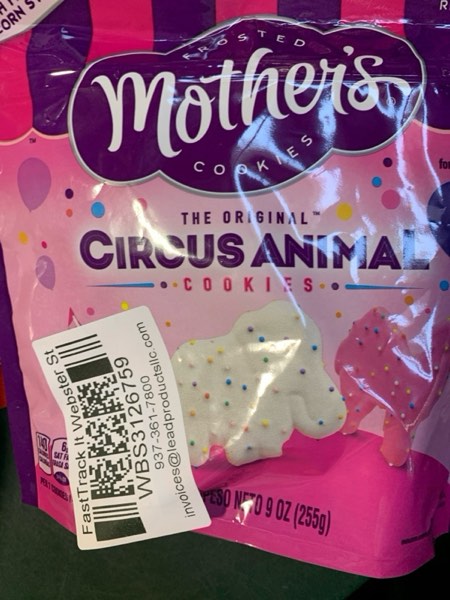 FROSTED
Mother's
COOKIES
THE ORIGINAL™
CIRCUS ANIMAL
COOKIES
FastTrack It Webster St
WBS3126759
937-361-7800
invoices@leadproductsllc.com
140
PESO NETO 9 OZ (255g)